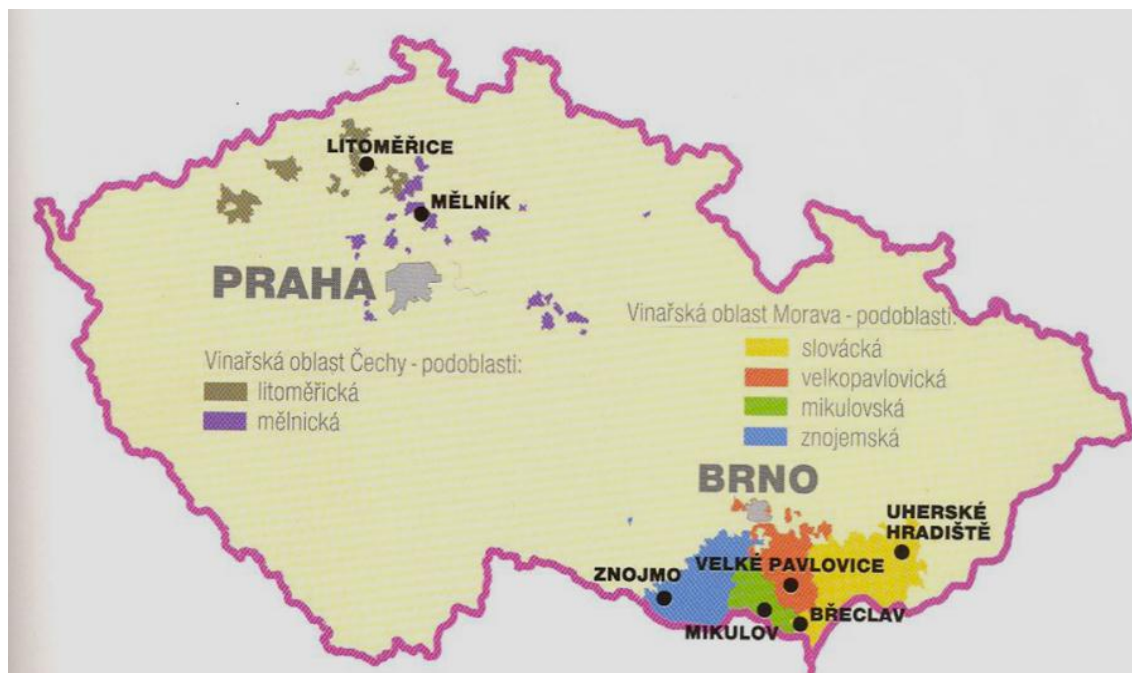 LITOMĚŘICE
MĚLNÍK
PRAHA
Vinařská oblast Čechy - podoblasti:
litoměřická
mělnická
Vinařská oblast Morava - podoblasti:
slovácká
velkopavlovická
mikulovská
znojemská
BRNO
UHERSKÉ
HRADIŠTĚ
VELKÉ PAVLOVICE
ZNOJMO
BŘECLAV
MIKULOV